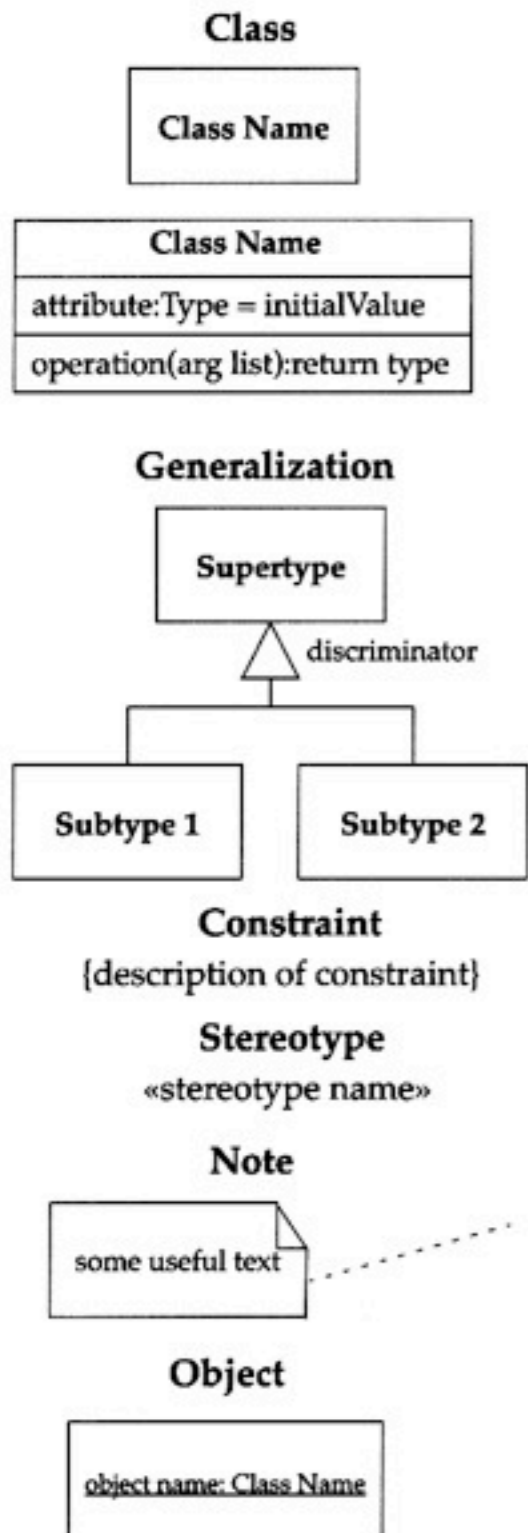 Class
Class Name
Class Name
attribute:Type = initialValue
operation(arg list):return type
Generalization
Supertype
discriminator
Subtype 1
Subtype 2
Constraint
{description of constraint}
Stereotype
«stereotype name»
Note
some useful text
Object
object name: Class Name